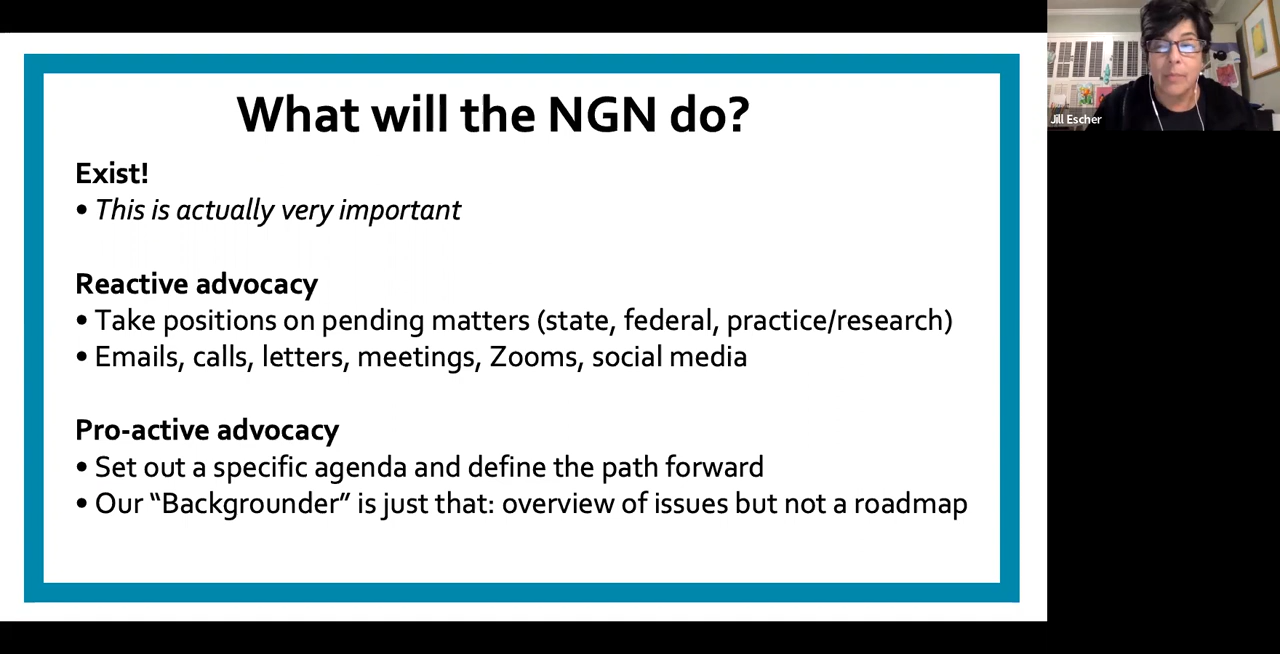 What will the NGN do?
Exist!
• This is actually very important
Reactive advocacy
• Take positions on pending matters (state, federal, practice/research)
• Emails, calls, letters, meetings, Zooms, social media
Pro-active advocacy
• Set out a specific agenda and define the path forward
• Our “Backgrounder” is just that: overview of issues but not a roadmap
Jill Escher